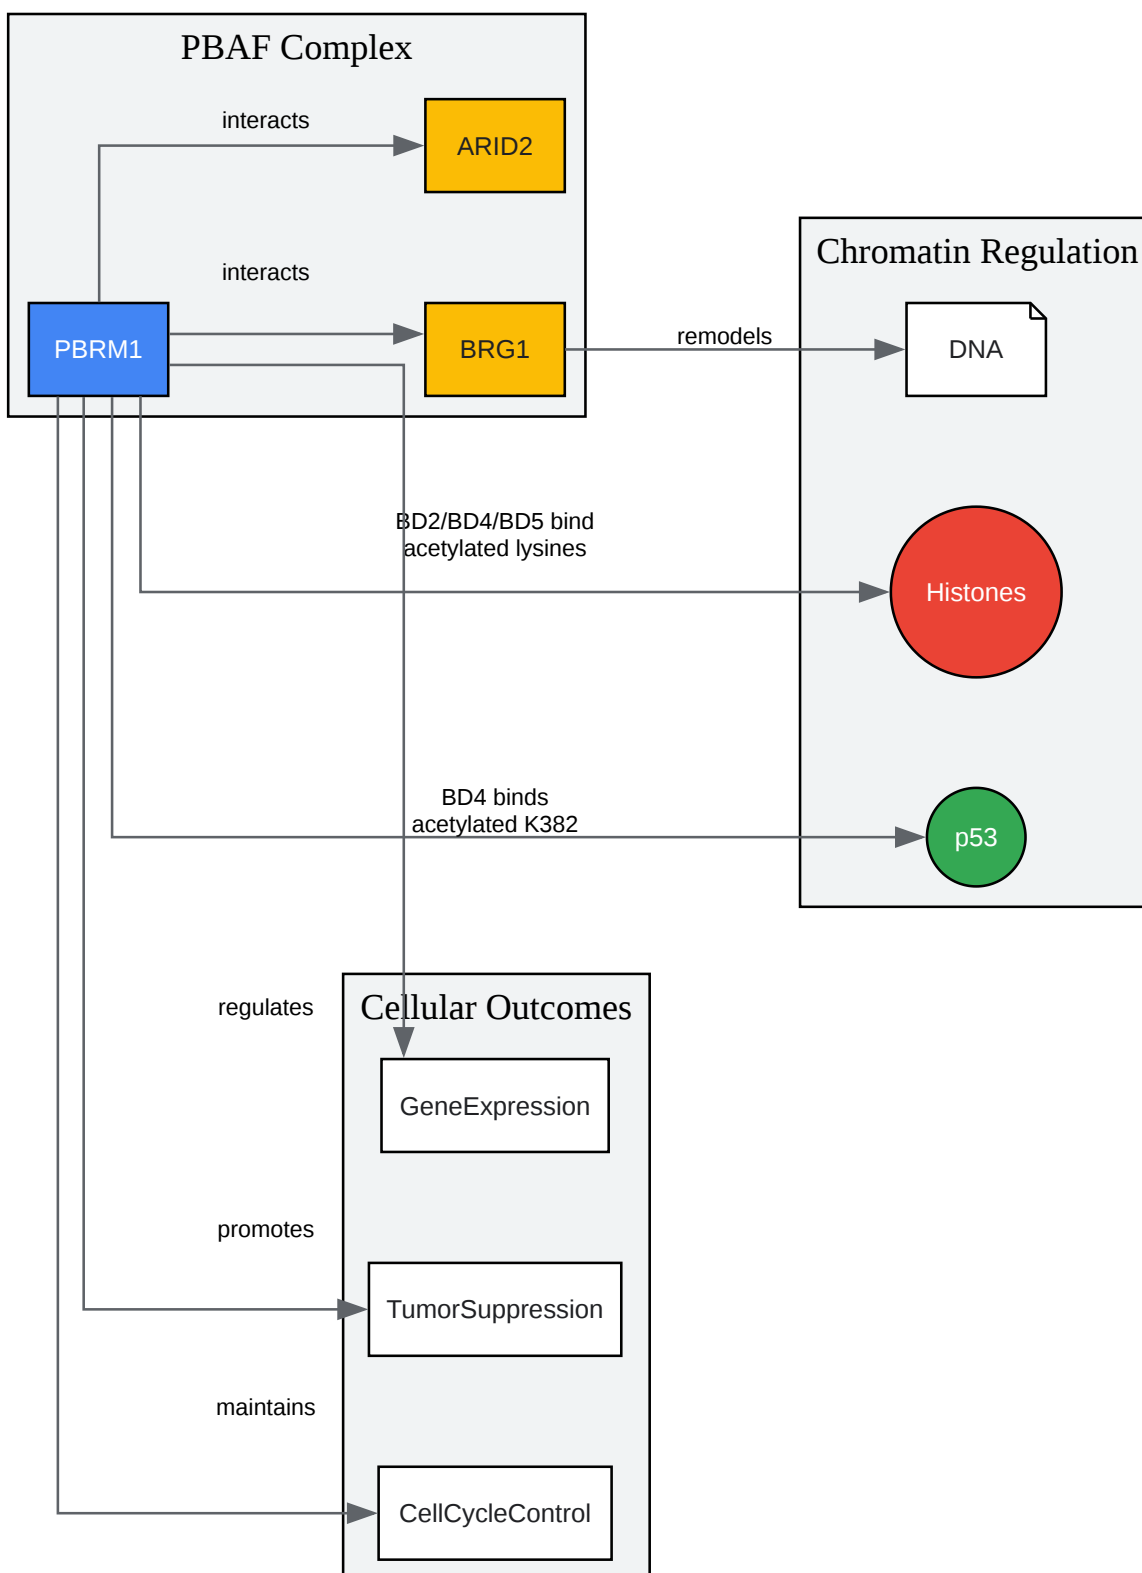 PBAF Complex
interacts
ARID2
interacts
PBRM1
BRG1
remodels
Chromatin Regulation
DNA
BD2/BD4/BD5 bind
acetylated lysines
Histones
BD4 binds
acetylated K382
p53
regulates
Cellular Outcomes
GeneExpression
promotes
TumorSuppression
maintains
CellCycleControl